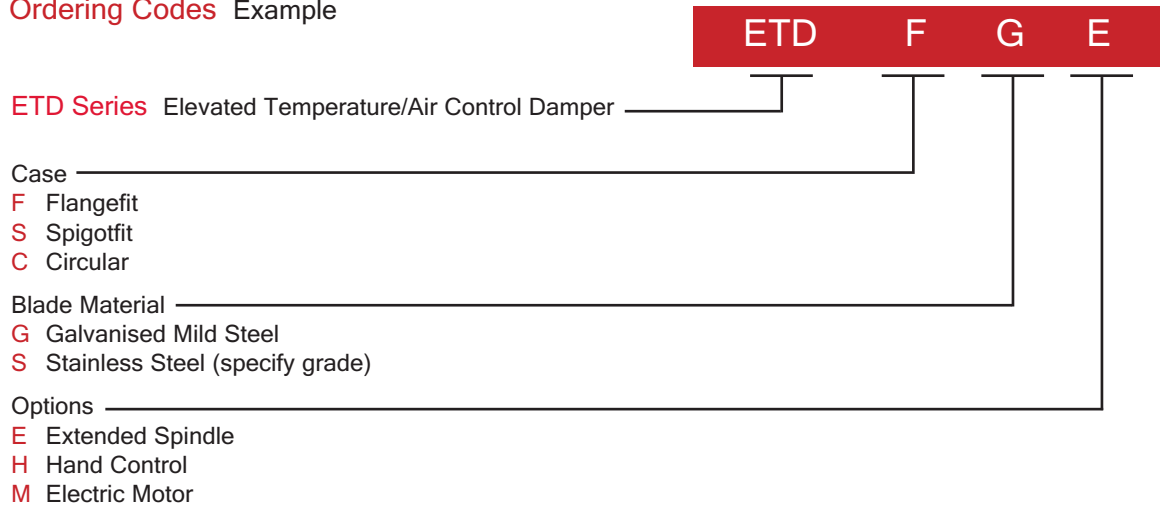 Ordering Codes Example
ETD F G E
ETD Series Elevated Temperature/Air Control Damper
Case
F Flangefit
S Spigotfit
C Circular
Blade Material
G Galvanised Mild Steel
S Stainless Steel (specify grade)
Options
E Extended Spindle
H Hand Control
M Electric Motor